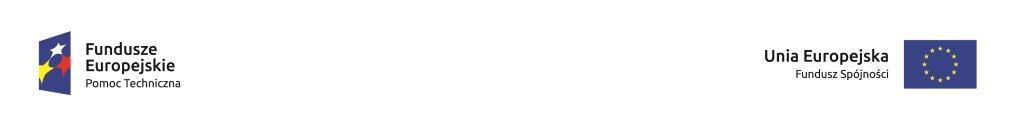 Fundusze
Europejskie
Pomoc Techniczna
Unia Europejska
Fundusz Spójności